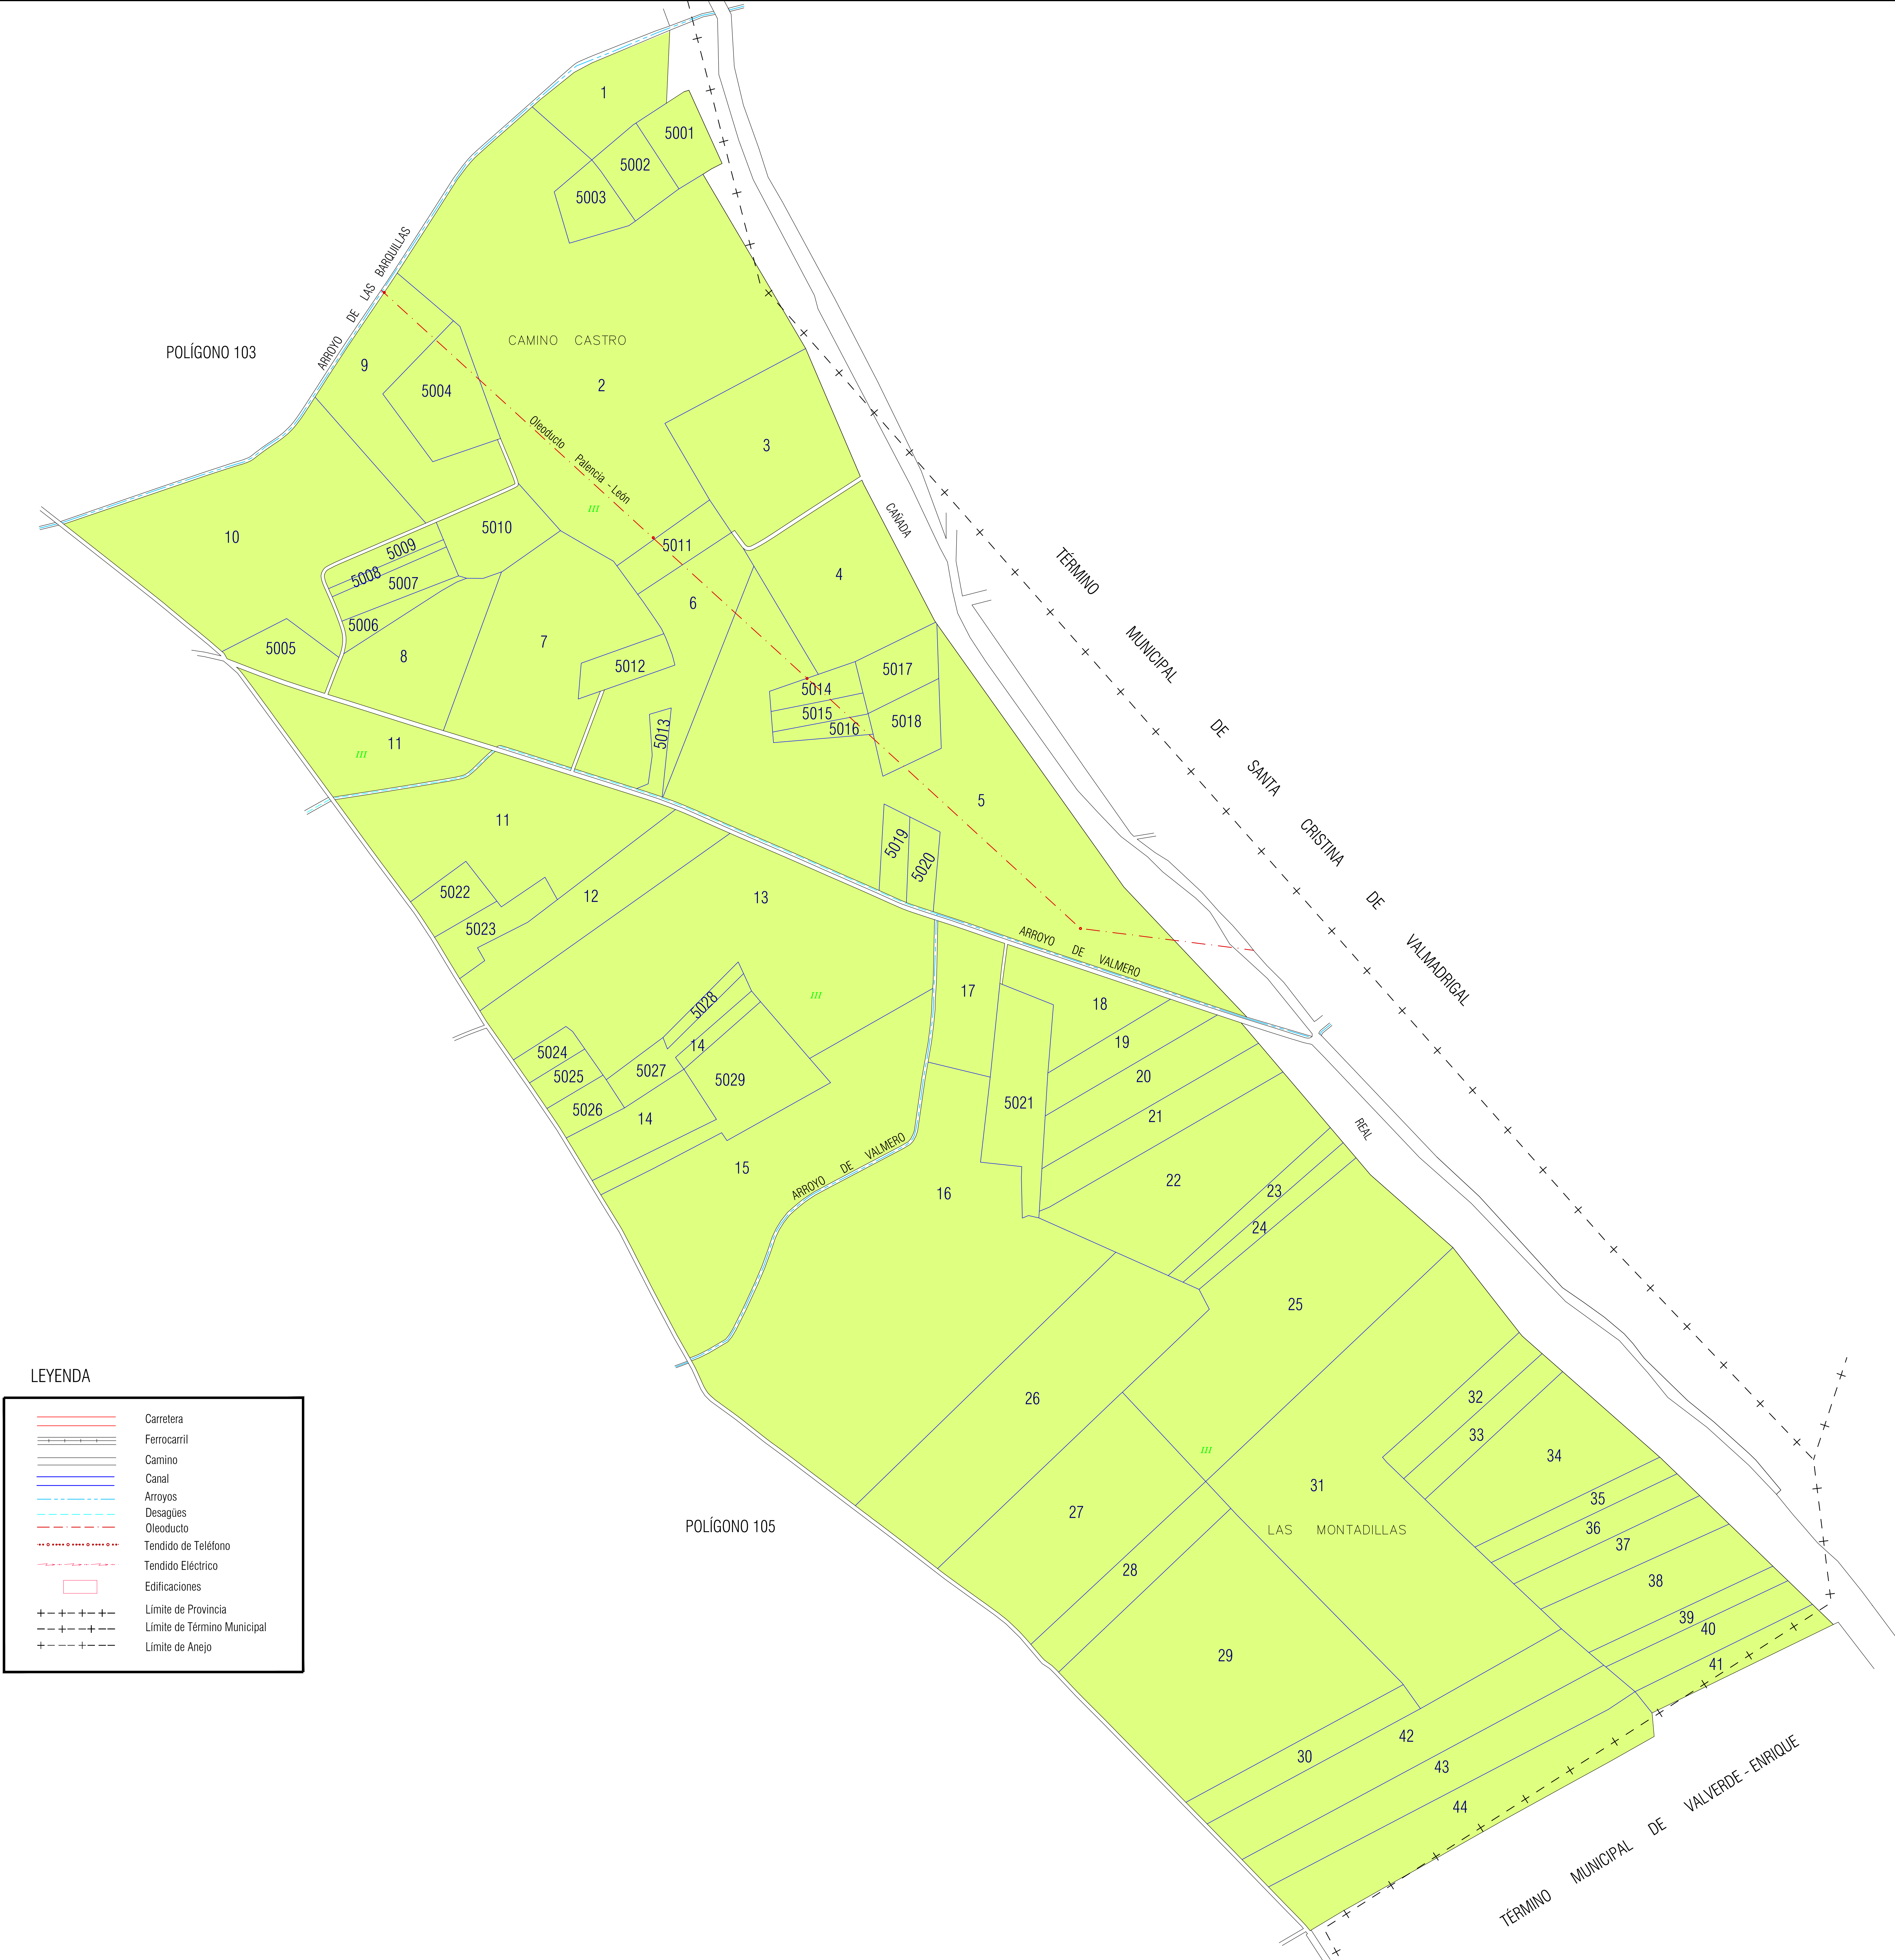 1
5001
5002
5003
ARROYO DE LAS BARQUILLAS
POLÍGONO 103
CAMINO CASTRO
9
5004
2
Oleoducto Palencia - León
3
III
CAÑADA
10
5010
5009
5011
5008
5007
4
6
5006
5005
8
7
5012
5017
5014
5015
5016
5018
5013
11
III
TÉRMINO MUNICIPAL DE SANTA CRISTINA DE VALMADRIGAL
5
11
5019
5020
5022
12
13
5023
ARROYO DE VALMERO
17
III
18
5028
19
14
5024
5025
5027
5029
20
5021
5026
14
21
REAL
15
ARROYO DE VALMERO
16
22
23
24
25
26
32
33
III
34
31
27
LAS MONTADILLAS
35
36
37
POLÍGONO 105
28
38
39
40
29
41
42
30
43
44
TÉRMINO MUNICIPAL DE VALVERDE - ENRIQUE
LEYENDA
Carretera
Ferrocarril
Camino
Canal
Arroyos
Desagües
Oleoducto
Tendido de Teléfono
Tendido Eléctrico
Edificaciones
Límite de Provincia
Límite de Término Municipal
Límite de Anejo